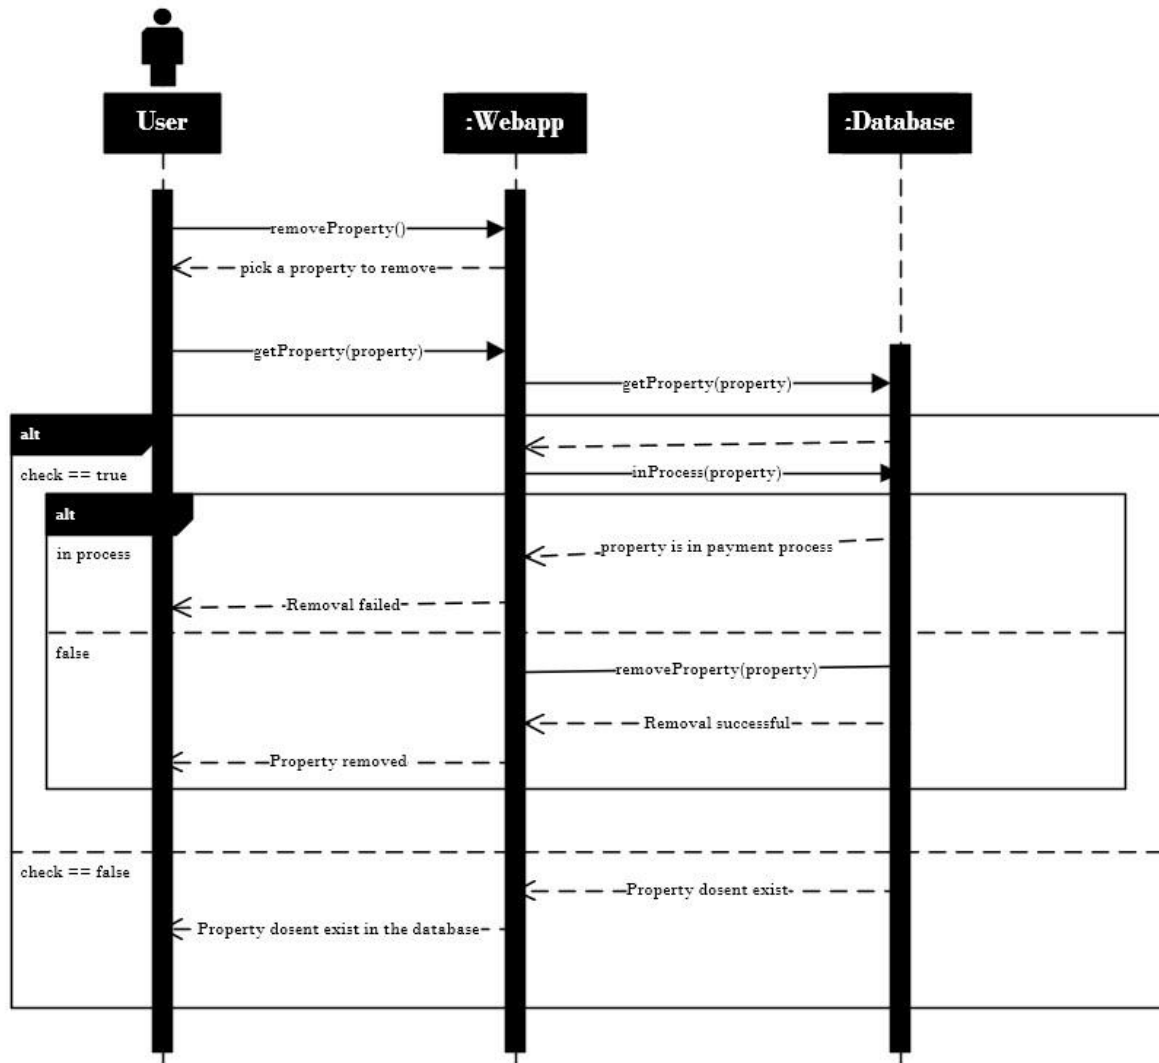 User
:Webapp
:Database
removeProperty()
pick a property to remove
getProperty(property)
getProperty(property)
alt
check == true
inProcess(property)
alt
in process
property is in payment process
Removal failed
false
removeProperty(property)
Removal successful
Property removed
check == false
Property dosent exist
Property dosent exist in the database